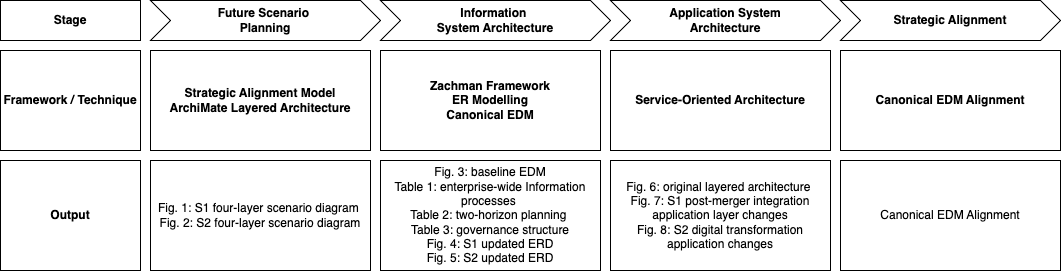 Stage
Future Scenario
Planning
Information
System Architecture
Application System
Architecture
Strategic Alignment
Framework / Technique
Strategic Alignment Model
ArchiMate Layered Architecture
Zachman Framework
ER Modelling
Canonical EDM
Service-Oriented Architecture
Canonical EDM Alignment
Output
Fig. 1: S1 four-layer scenario diagram
Fig. 2: S2 four-layer scenario diagram
Fig. 3: baseline EDM
Table 1: enterprise-wide Information
processes
Table 2: two-horizon planning
Table 3: governance structure
Fig. 4: S1 updated ERD
Fig. 5: S2 updated ERD
Fig. 6: original layered architecture
Fig. 7: S1 post-merger integration
application layer changes
Fig. 8: S2 digital transformation
application changes
Canonical EDM Alignment